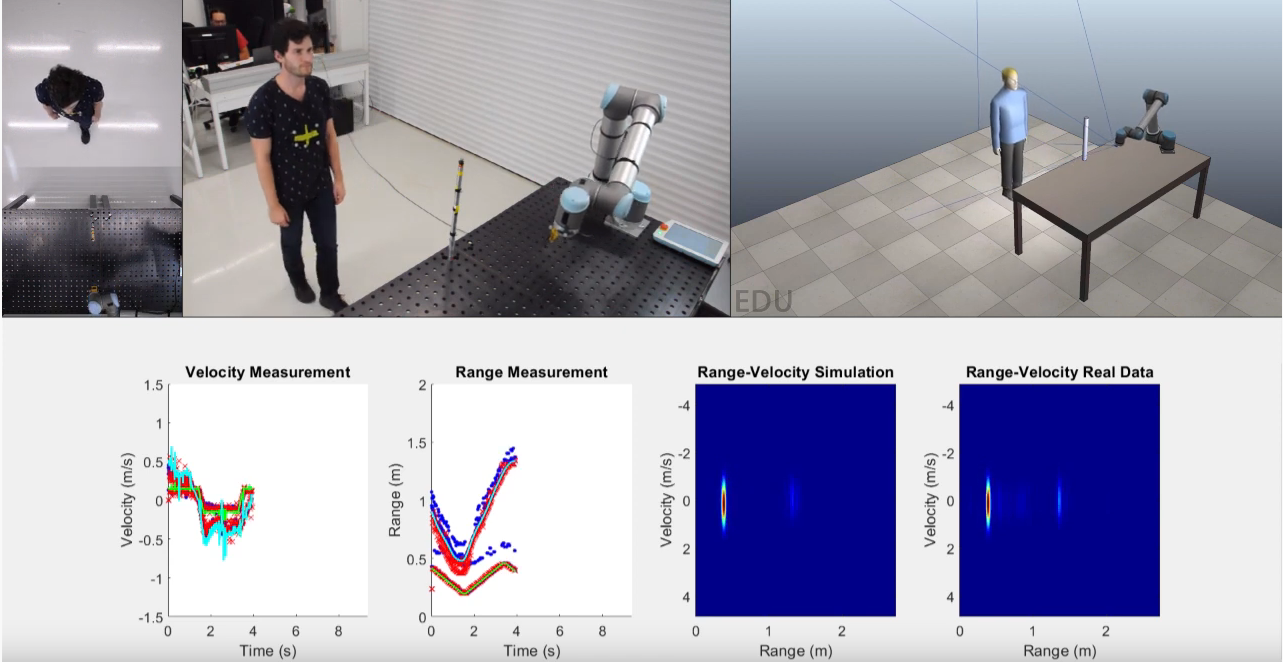 EDU
Velocity Measurement
1.5
1
0.5
0
-0.5
-1
-1.5
0 2 4 6 8
Velocity (m/s)
Time (s)
Range Measurement
2
1.5
1
0.5
0
0 2 4 6 8
Range (m)
Time (s)
Range-Velocity Simulation
-4
-2
0
2
4
0 1 2
Velocity (m/s)
Range (m)
Range-Velocity Real Data
-4
-2
0
2
4
0 1 2
Velocity (m/s)
Range (m)